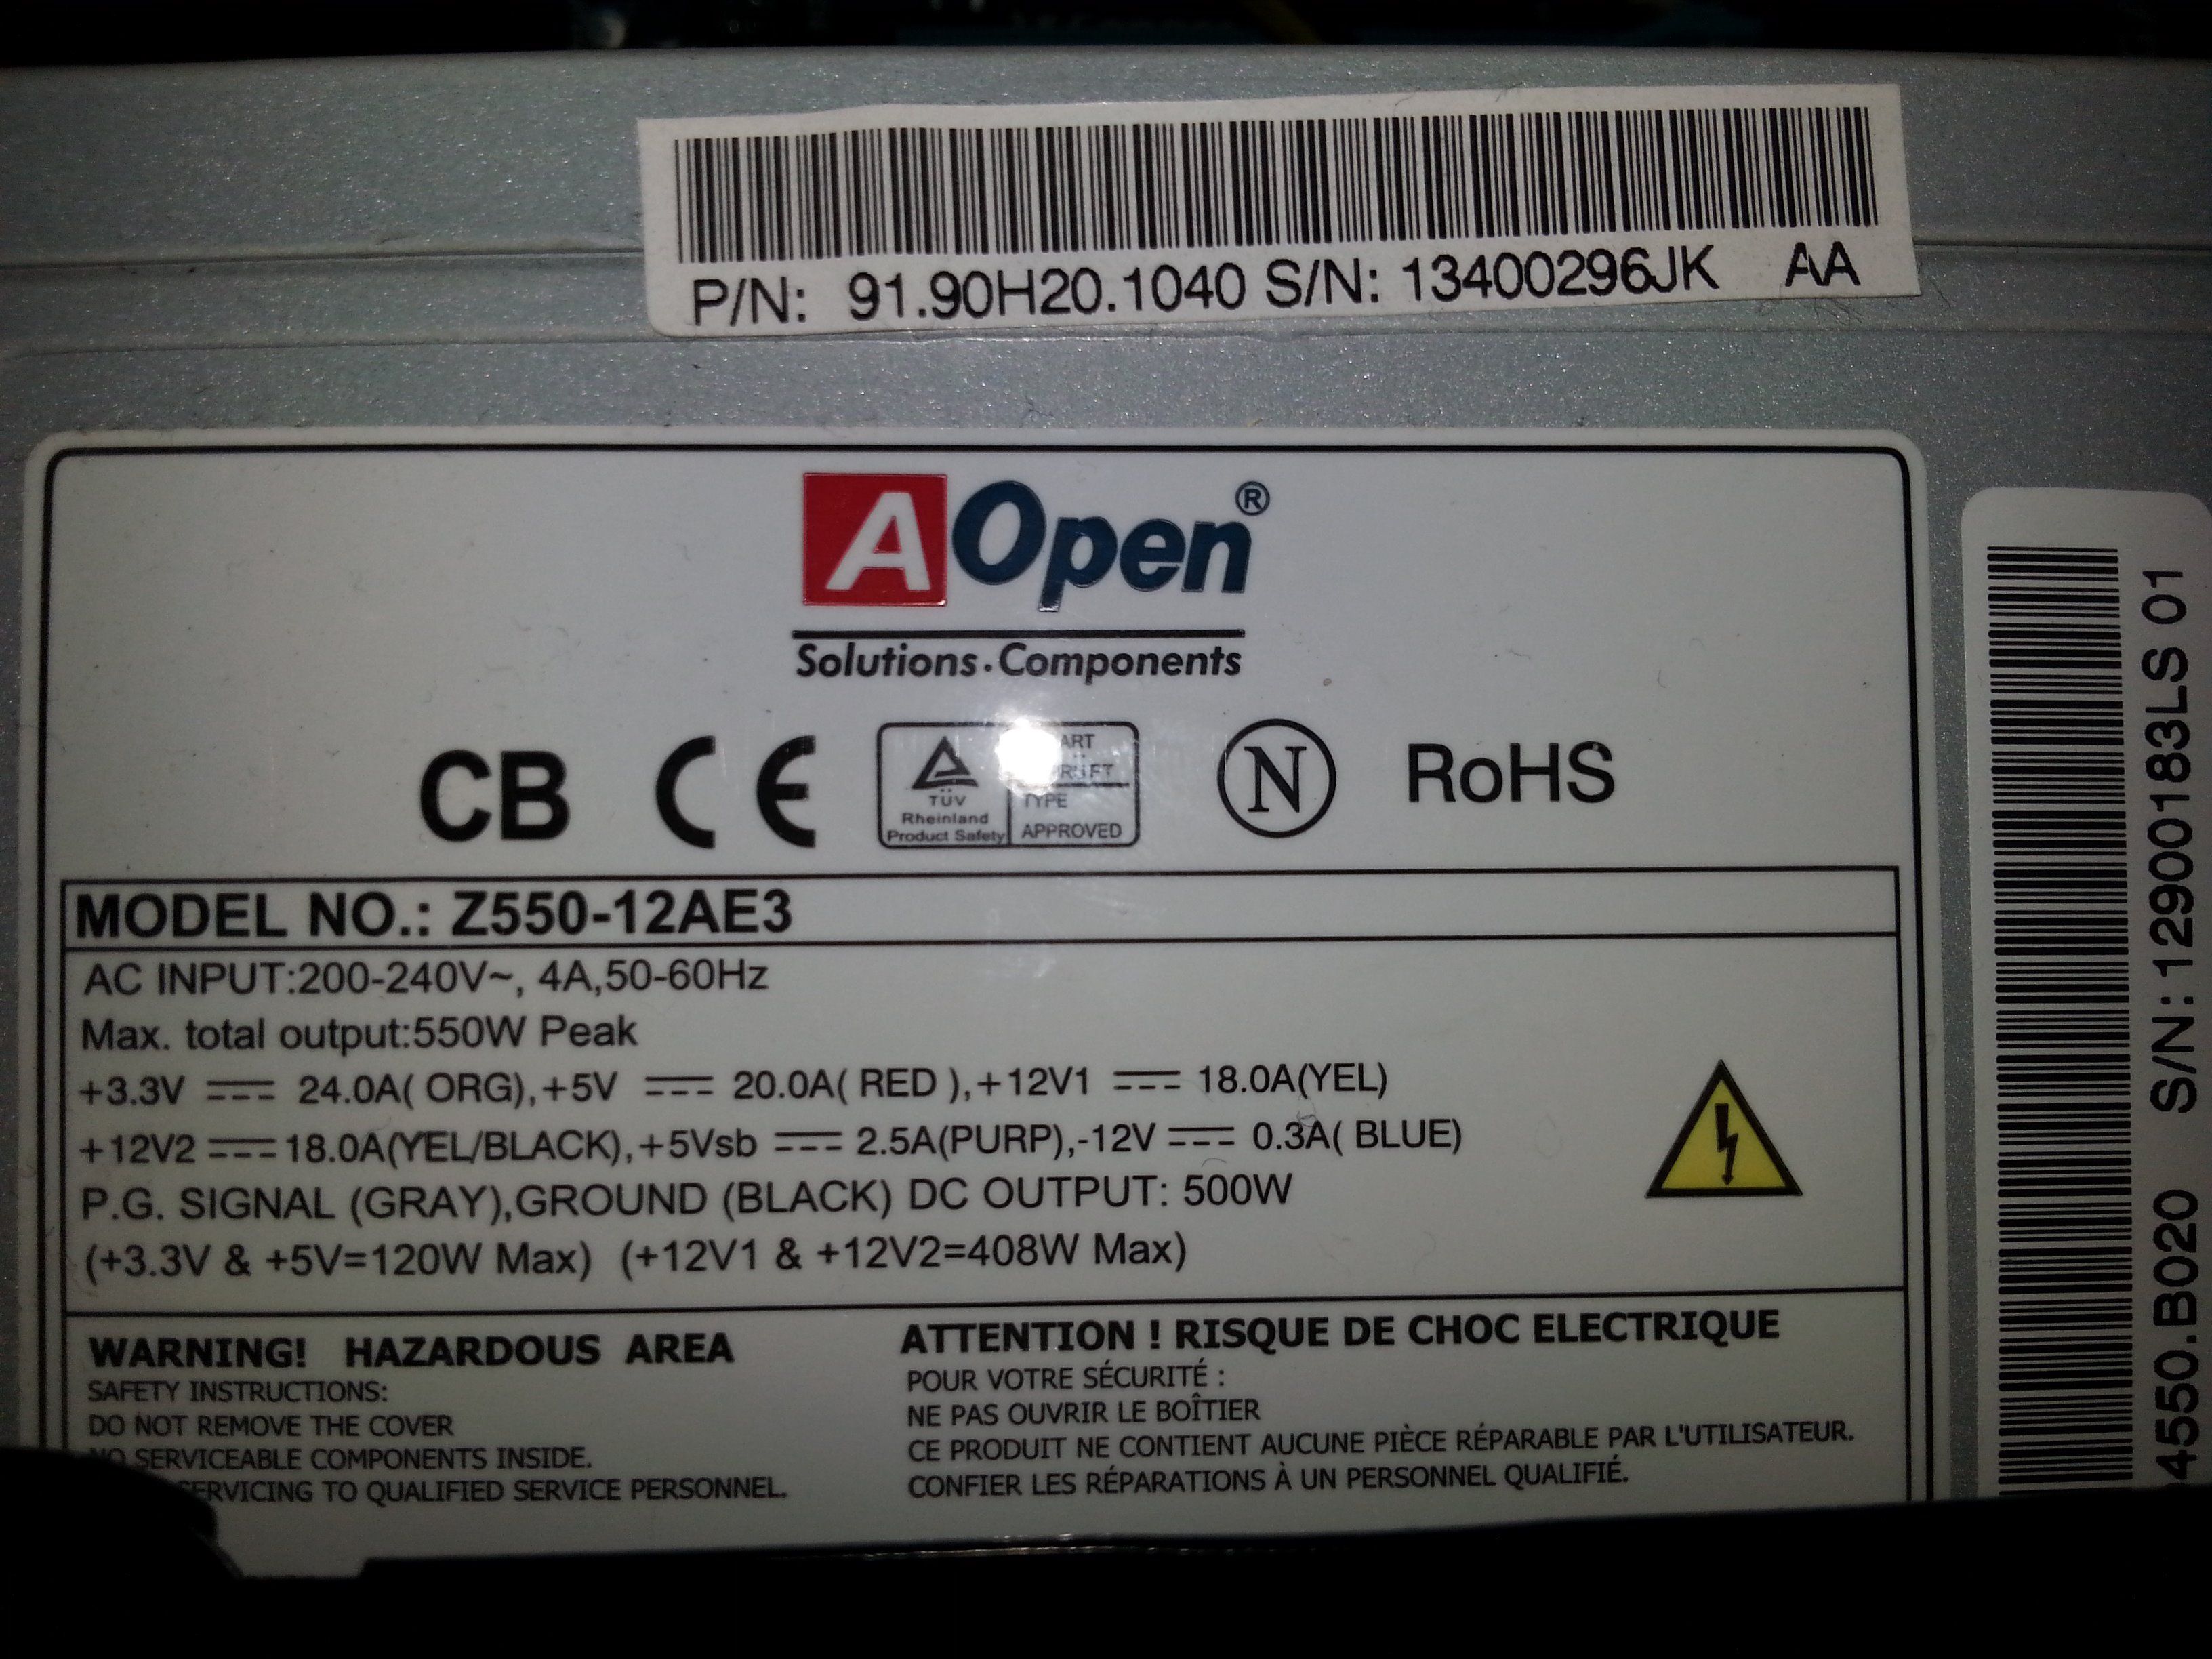 P/N: 91.90H20.1040 S/N: 13400296JK AA
AOpen®
Solutions.Components
CB CE TÜV Rheinland Product Safety TYPE APPROVED N RoHS
MODEL NO.: Z550-12AE3
AC INPUT:200-240V~, 4A,50-60Hz
Max. total output:550W Peak
+3.3V ⎓ 24.0A( ORG),+5V ⎓ 20.0A( RED ),+12V1 ⎓ 18.0A(YEL)
+12V2 ⎓ 18.0A(YEL/BLACK),+5Vsb ⎓ 2.5A(PURP),-12V ⎓ 0.3A( BLUE)
P.G. SIGNAL (GRAY),GROUND (BLACK) DC OUTPUT: 500W
(+3.3V & +5V=120W Max) (+12V1 & +12V2=408W Max)
WARNING! HAZARDOUS AREA
SAFETY INSTRUCTIONS:
DO NOT REMOVE THE COVER
NO SERVICEABLE COMPONENTS INSIDE.
SERVICING TO QUALIFIED SERVICE PERSONNEL.
ATTENTION ! RISQUE DE CHOC ELECTRIQUE
POUR VOTRE SÉCURITÉ :
NE PAS OUVRIR LE BOÎTIER
CE PRODUIT NE CONTIENT AUCUNE PIÈCE RÉPARABLE PAR L'UTILISATEUR.
CONFIER LES RÉPARATIONS À UN PERSONNEL QUALIFIÉ.
4550.B020 S/N: 12900183LS 01